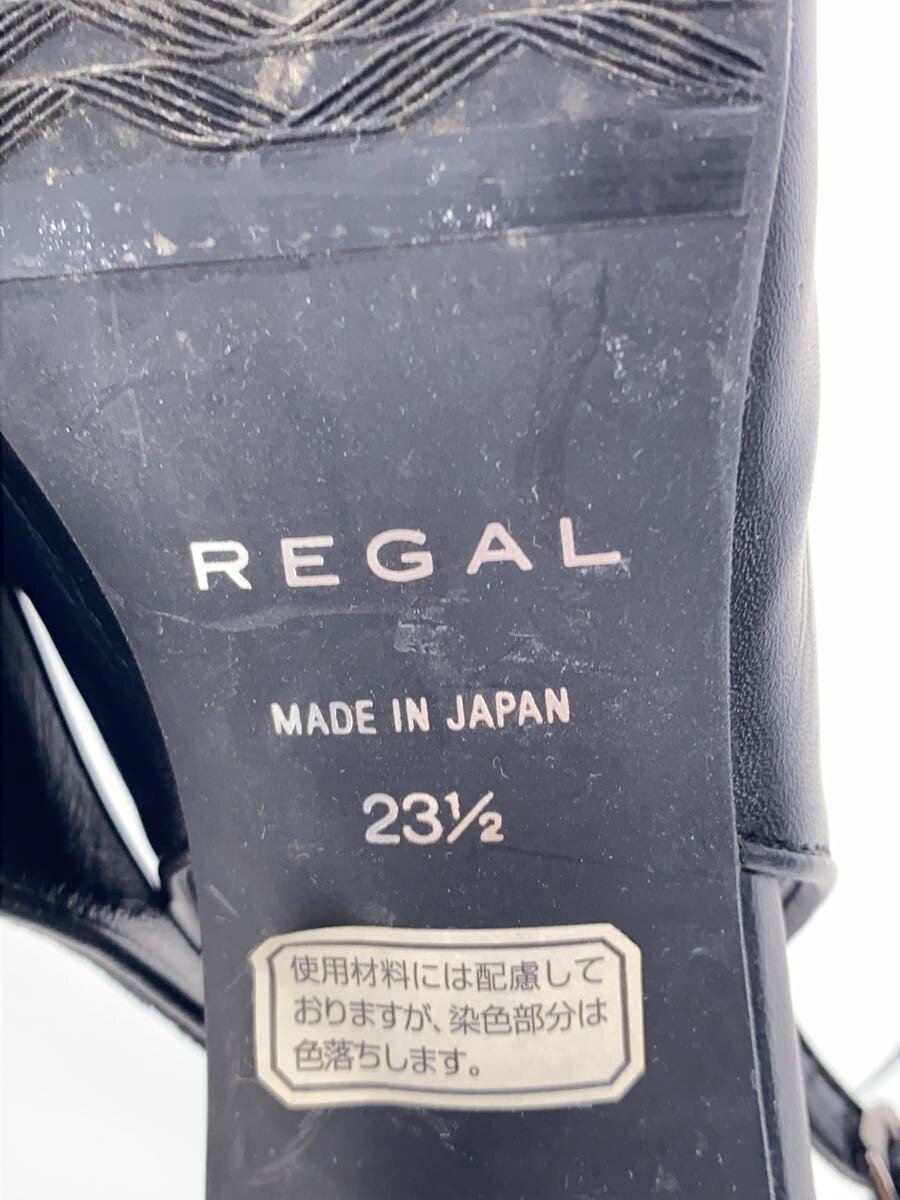 REGAL
MADE IN JAPAN
23½
使用材料には配慮して
おりますが、染色部分は
色落ちします。